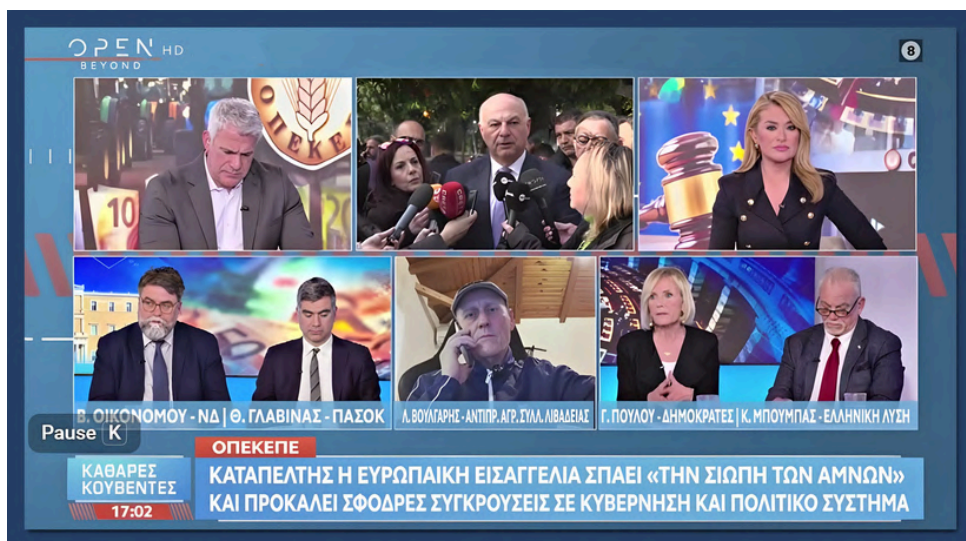 OPEN HD
BEYOND
8
ΟΠΕΚΕ
10
20
Β. ΟΙΚΟΝΟΜΟΥ - ΝΔ | Θ. ΓΛΑΒΙΝΑΣ - ΠΑΣΟΚ
Λ. ΒΟΥΛΓΑΡΗΣ - ΑΝΤΙΠΡ. ΑΓΡ. ΣΥΛΛ. ΛΙΒΑΔΕΙΑΣ
Γ. ΠΟΥΛΟΥ - ΔΗΜΟΚΡΑΤΕΣ | Κ. ΜΠΟΥΜΠΑΣ - ΕΛΛΗΝΙΚΗ ΛΥΣΗ
Pause K
ΟΠΕΚΕΠΕ
ΚΑΘΑΡΕΣ
ΚΟΥΒΕΝΤΕΣ
17:02
ΚΑΤΑΠΕΛΤΗΣ Η ΕΥΡΩΠΑΙΚΗ ΕΙΣΑΓΓΕΛΙΑ ΣΠΑΕΙ «ΤΗΝ ΣΙΩΠΗ ΤΩΝ ΑΜΝΩΝ»
ΚΑΙ ΠΡΟΚΑΛΕΙ ΣΦΟΔΡΕΣ ΣΥΓΚΡΟΥΣΕΙΣ ΣΕ ΚΥΒΕΡΝΗΣΗ ΚΑΙ ΠΟΛΙΤΙΚΟ ΣΥΣΤΗΜΑ